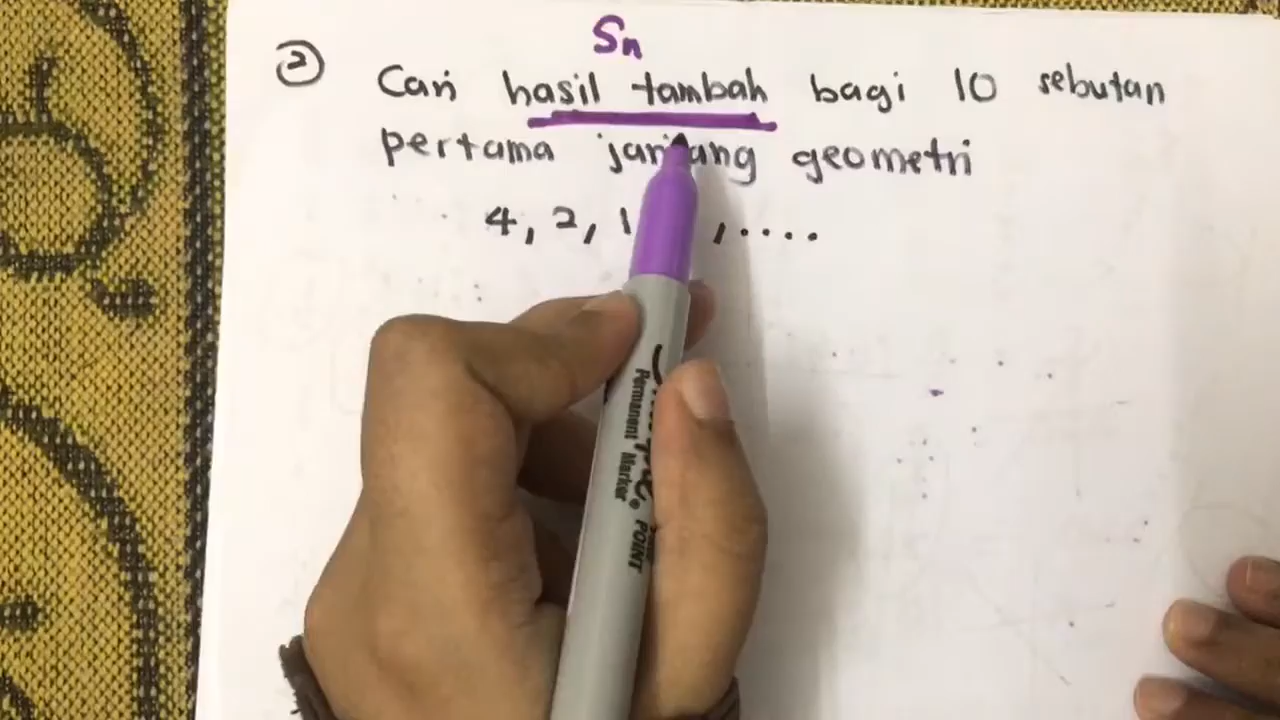 Sn
② Cari hasil tambah bagi 10 sebutan
pertama geometri
4, 2, 1 , ....
Permanent Marker
POINT